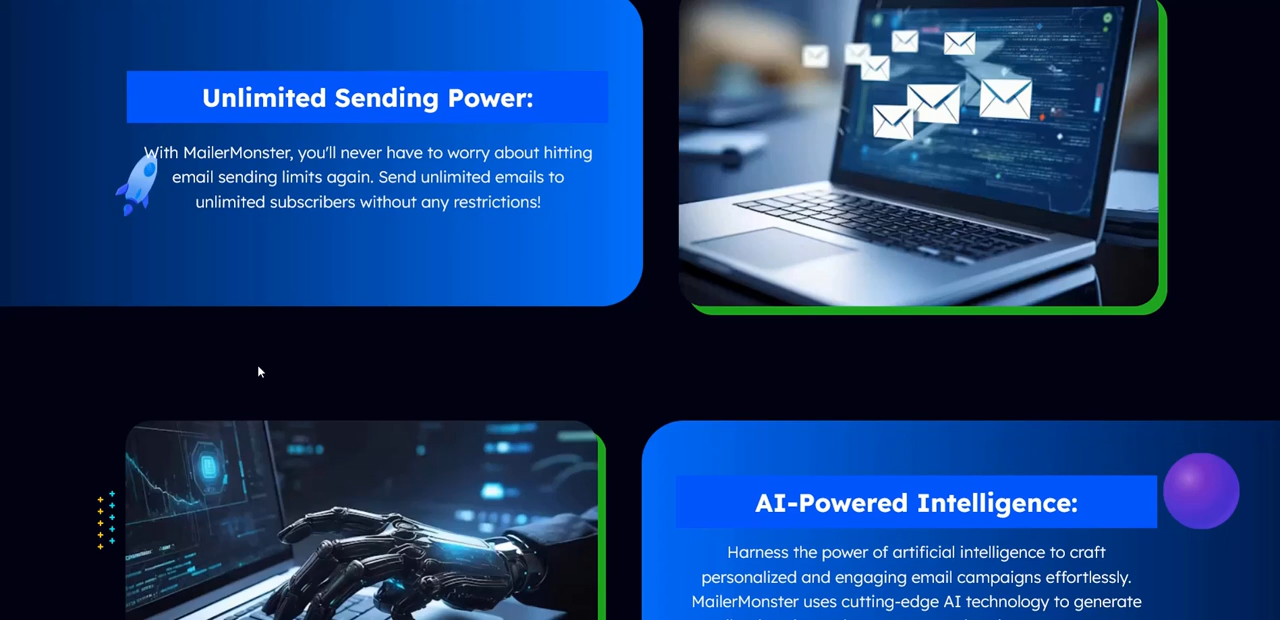 Unlimited Sending Power:
With MailerMonster, you'll never have to worry about hitting
email sending limits again. Send unlimited emails to
unlimited subscribers without any restrictions!
AI-Powered Intelligence:
Harness the power of artificial intelligence to craft
personalized and engaging email campaigns effortlessly.
MailerMonster uses cutting-edge AI technology to generate